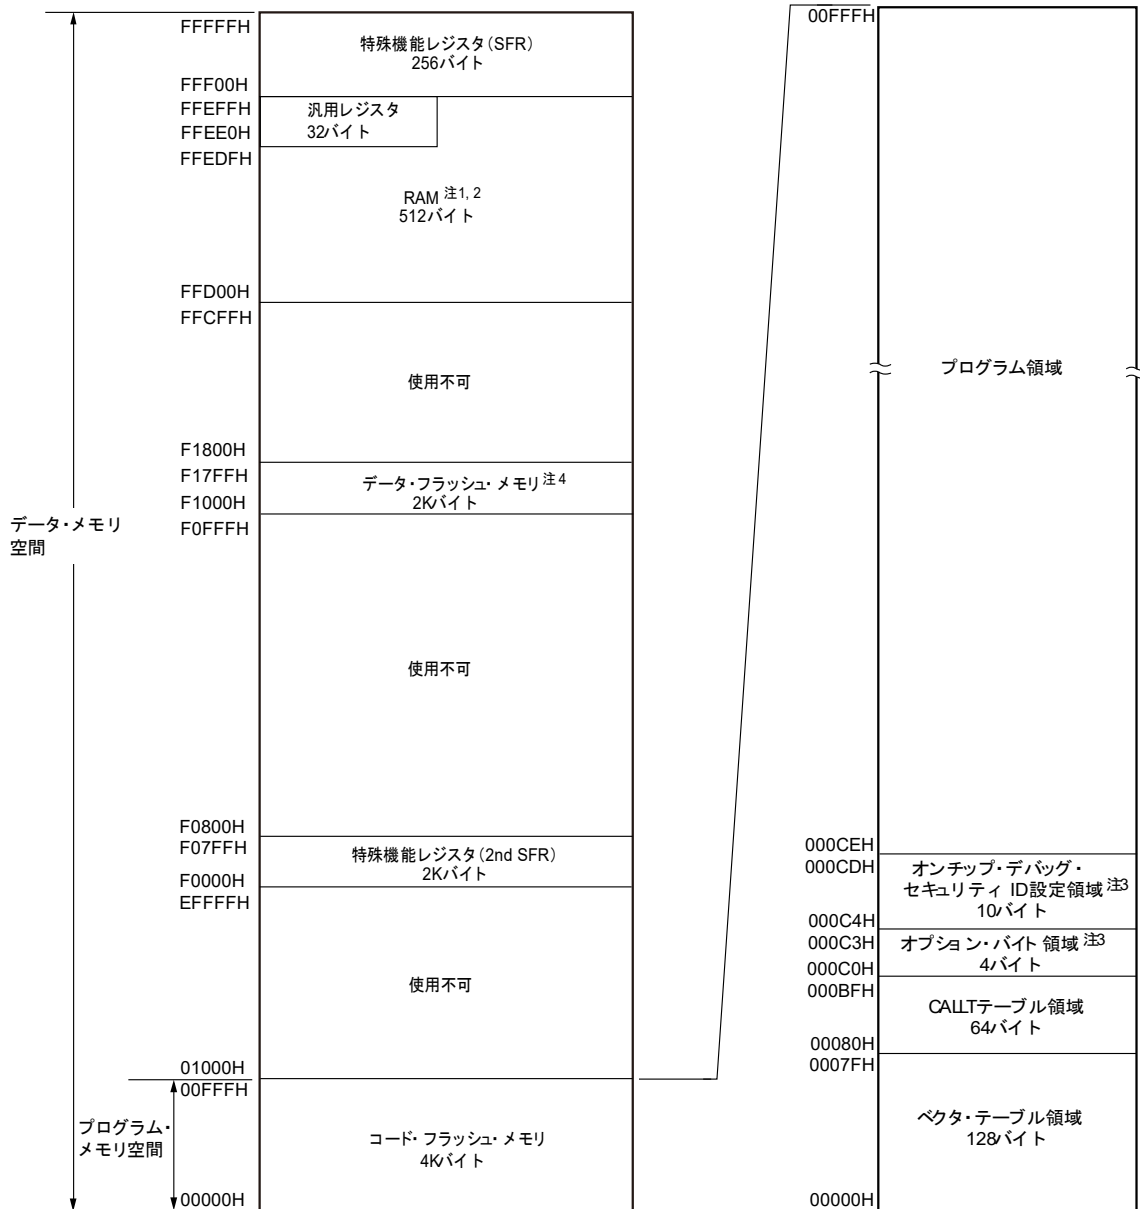 FFFFFH
特殊機能レジスタ(SFR)
256バイト
FFF00H
FFEFFH
汎用レジスタ
32バイト
FFEE0H
FFEDFH
RAM 注1, 2
512バイト
FFD00H
FFCFFH
使用不可
F1800H
F17FFH
データ・フラッシュ・メモリ 注4
2Kバイト
F1000H
F0FFFH
データ・メモリ
空間
使用不可
F0800H
F07FFH
特殊機能レジスタ(2nd SFR)
2Kバイト
F0000H
EFFFFH
使用不可
01000H
00FFFH
プログラム・
メモリ空間
コード・フラッシュ・メモリ
4Kバイト
00000H
00FFFH
プログラム領域
000CEH
000CDH
オンチップ・デバッグ・
セキュリティ ID設定領域 注3
10バイト
000C4H
000C3H
オプション・バイト 領域 注3
4バイト
000C0H
000BFH
CALLTテーブル領域
64バイト
00080H
0007FH
ベクタ・テーブル領域
128バイト
00000H